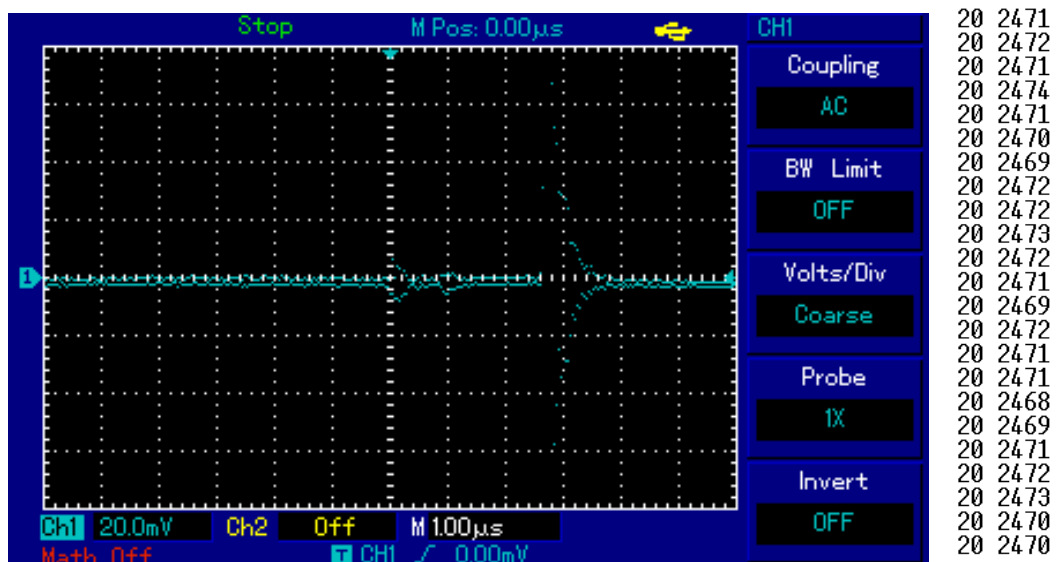 Stop M Pos: 0.00µs CH1
Coupling
AC
BW Limit
OFF
1
Volts/Div
Coarse
Probe
1X
Invert
OFF
Ch1 20.0mV Ch2 Off M 1.00µs
Math Off T CH1 0.00mV
20 2471
20 2472
20 2471
20 2474
20 2471
20 2470
20 2469
20 2472
20 2472
20 2473
20 2472
20 2471
20 2469
20 2472
20 2471
20 2471
20 2468
20 2469
20 2471
20 2472
20 2473
20 2470
20 2470